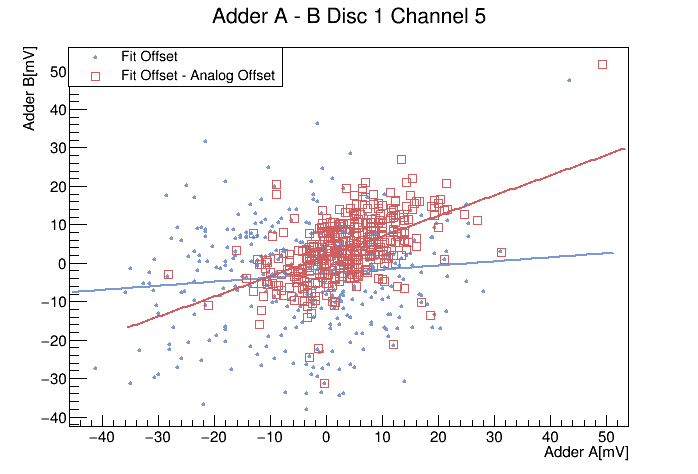 Adder A - B Disc 1 Channel 5
Adder B[mV]
Fit Offset
Fit Offset - Analog Offset
50
40
30
20
10
0
−10
−20
−30
−40
−40 −30 −20 −10 0 10 20 30 40 50
Adder A[mV]